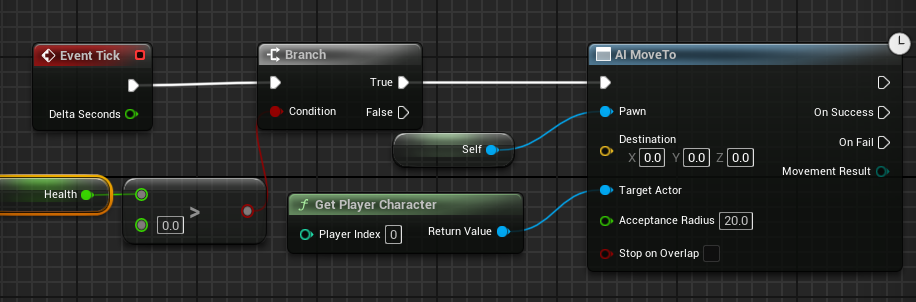 Event Tick
Delta Seconds
Branch
True
Condition
False
Self
Health
>
0.0
Get Player Character
Player Index 0
Return Value
AI MoveTo
Pawn
On Success
Destination
X 0.0 Y 0.0 Z 0.0
On Fail
Movement Result
Target Actor
Acceptance Radius 20.0
Stop on Overlap